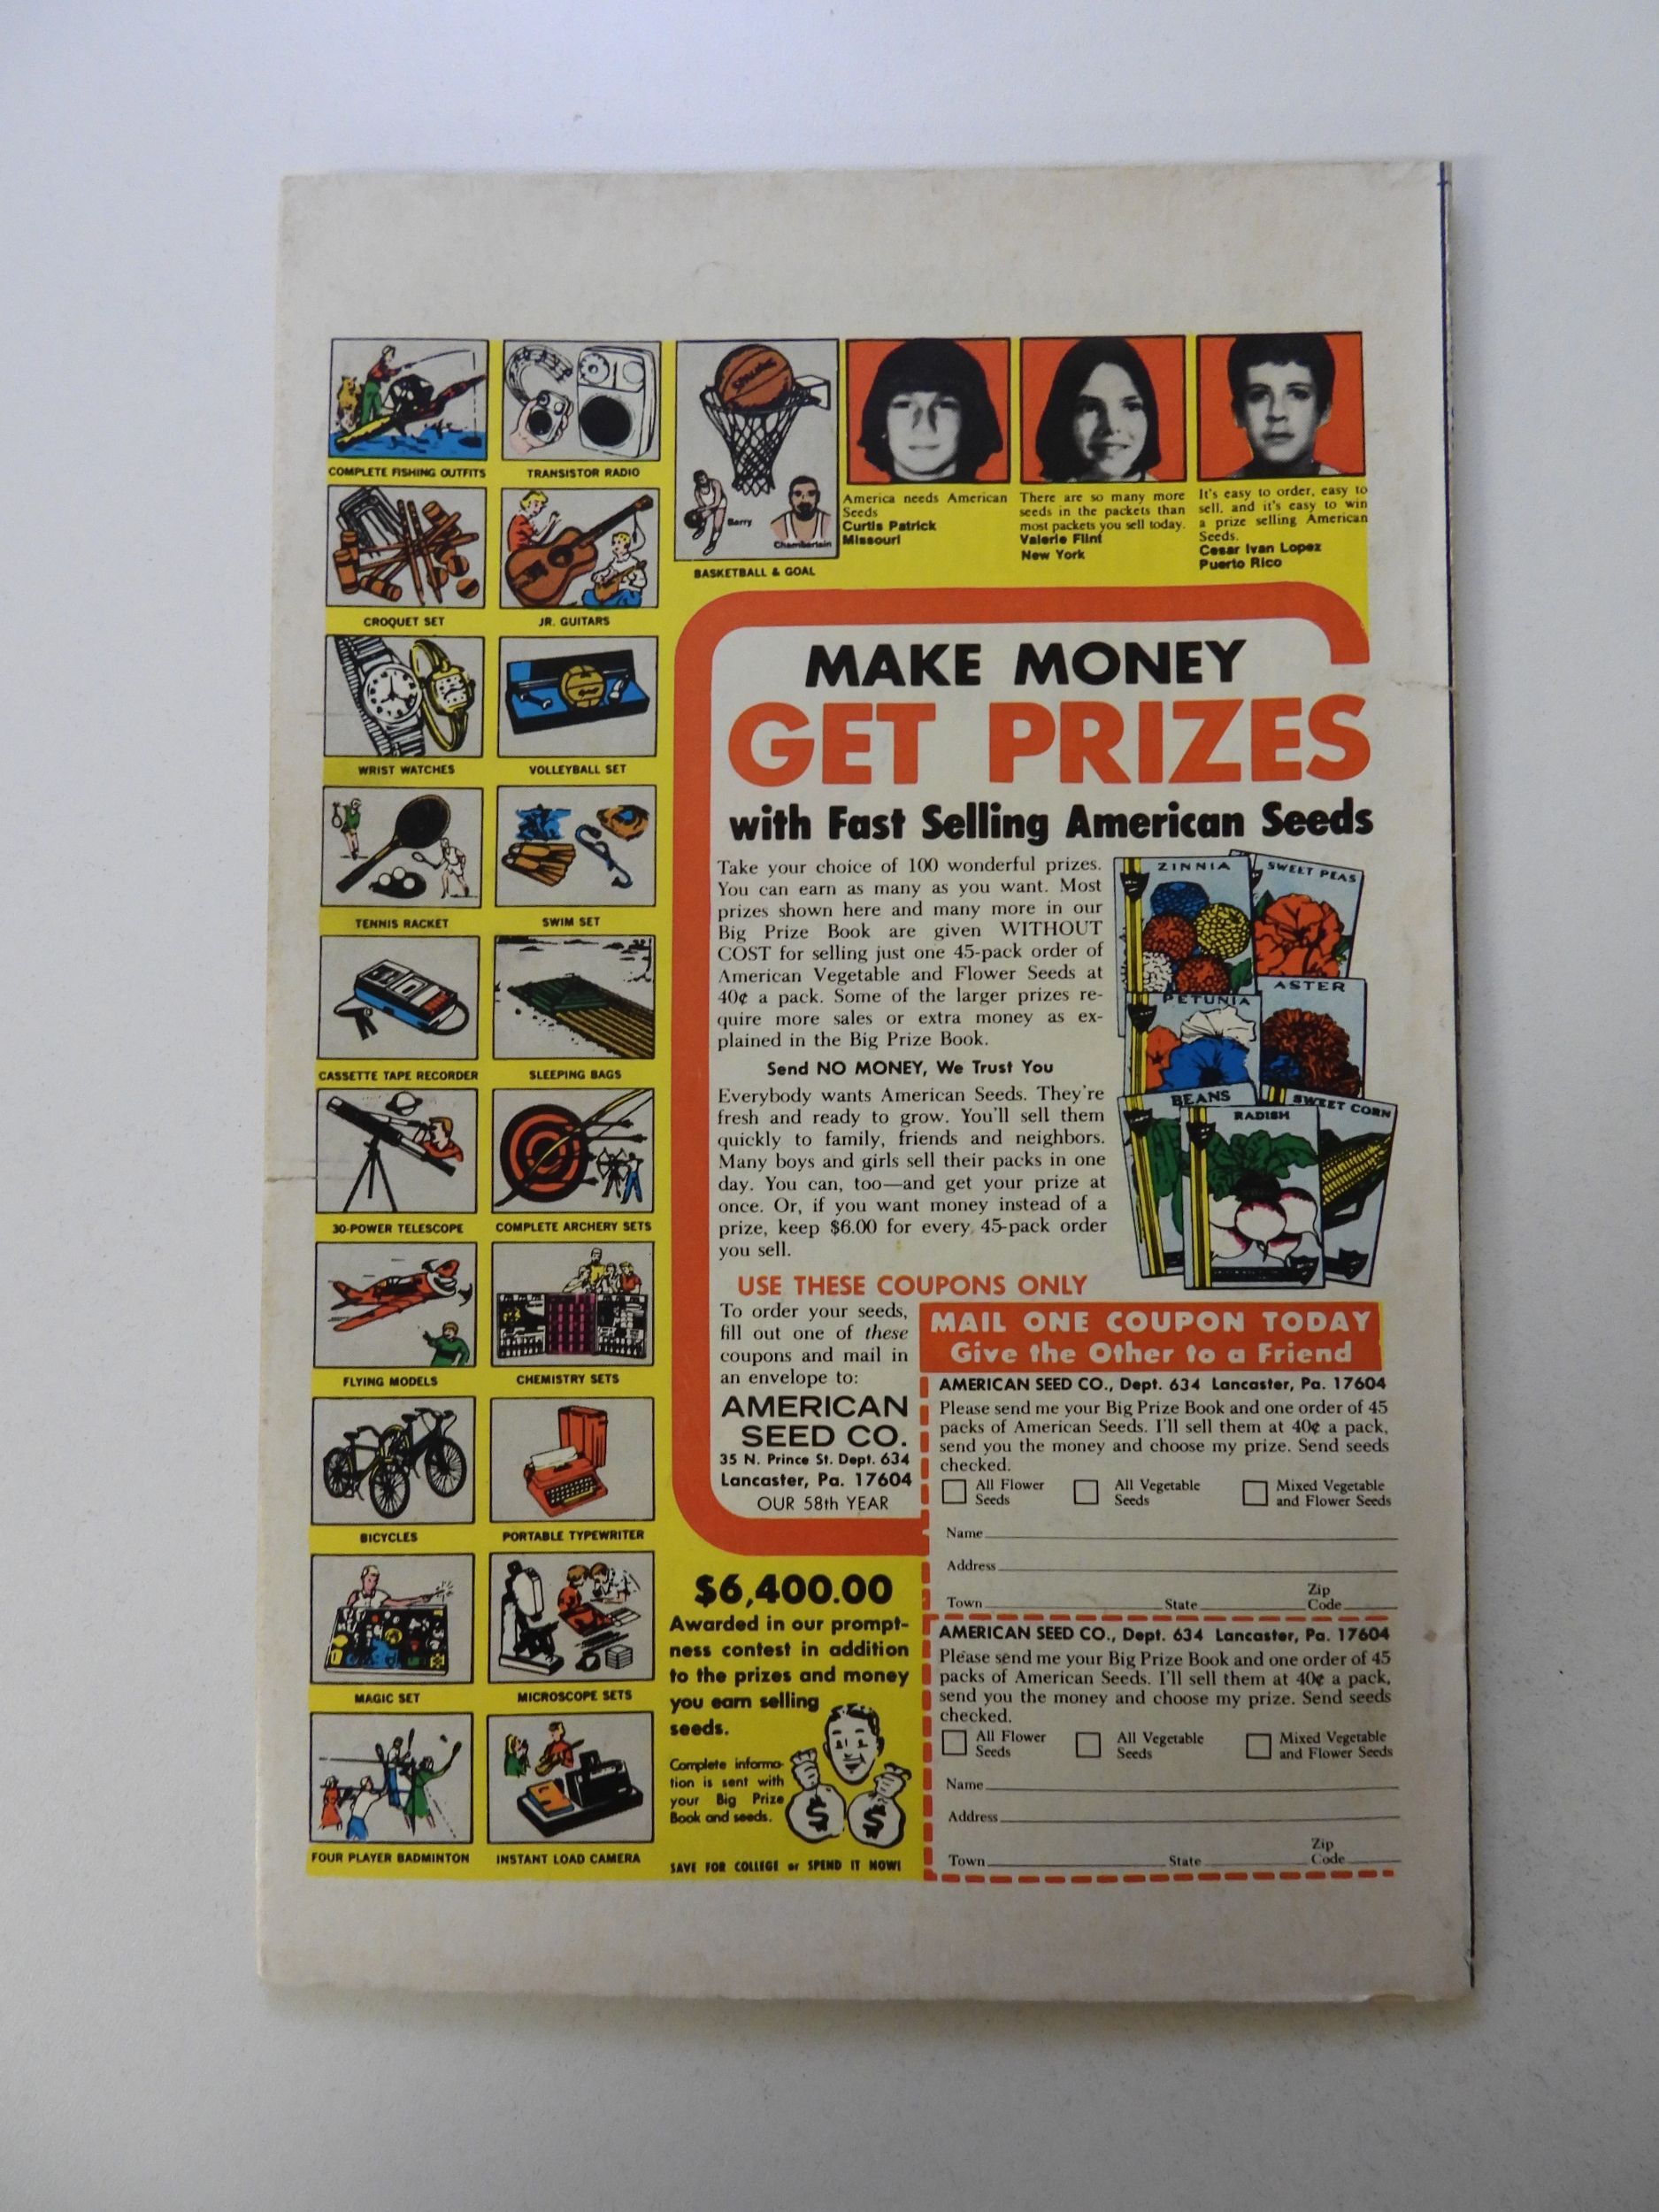 COMPLETE FISHING OUTFITS
TRANSISTOR RADIO
CROQUET SET
JR. GUITARS
WRIST WATCHES
VOLLEYBALL SET
TENNIS RACKET
SWIM SET
CASSETTE TAPE RECORDER
SLEEPING BAGS
30-POWER TELESCOPE
COMPLETE ARCHERY SETS
FLYING MODELS
CHEMISTRY SETS
BICYCLES
PORTABLE TYPEWRITER
MAGIC SET
MICROSCOPE SETS
FOUR PLAYER BADMINTON
INSTANT LOAD CAMERA
SPALDING
Barry
Chamberlain
BASKETBALL & GOAL
America needs American
Seeds
Curtis Patrick
Missouri
There are so many more
seeds in the packets than
most packets you sell today.
Valerie Flint
New York
It's easy to order, easy to
sell, and it's easy to win
a prize selling American
Seeds.
Cesar Ivan Lopez
Puerto Rico
MAKE MONEY
GET PRIZES
with Fast Selling American Seeds
Take your choice of 100 wonderful prizes.
You can earn as many as you want. Most
prizes shown here and many more in our
Big Prize Book are given WITHOUT
COST for selling just one 45-pack order of
American Vegetable and Flower Seeds at
40¢ a pack. Some of the larger prizes re-
quire more sales or extra money as ex-
plained in the Big Prize Book.
Send NO MONEY, We Trust You
Everybody wants American Seeds. They're
fresh and ready to grow. You'll sell them
quickly to family, friends and neighbors.
Many boys and girls sell their packs in one
day. You can, too—and get your prize at
once. Or, if you want money instead of a
prize, keep $6.00 for every 45-pack order
you sell.
ZINNIA
SWEET PEAS
PETUNIA
ASTER
BEANS
RADISH
SWEET CORN
USE THESE COUPONS ONLY
To order your seeds,
fill out one of these
coupons and mail in
an envelope to:
AMERICAN
SEED CO.
35 N. Prince St. Dept. 634
Lancaster, Pa. 17604
OUR 58th YEAR
$6,400.00
Awarded in our prompt-
ness contest in addition
to the prizes and money
you earn selling
seeds.
Complete informa-
tion is sent with
your Big Prize
Book and seeds.
$ $
SAVE FOR COLLEGE or SPEND IT NOW!
MAIL ONE COUPON TODAY
Give the Other to a Friend
AMERICAN SEED CO., Dept. 634 Lancaster, Pa. 17604
Please send me your Big Prize Book and one order of 45
packs of American Seeds. I'll sell them at 40¢ a pack,
send you the money and choose my prize. Send seeds
checked.
All Flower Seeds
All Vegetable Seeds
Mixed Vegetable and Flower Seeds
Name
Address
Town State Zip Code
AMERICAN SEED CO., Dept. 634 Lancaster, Pa. 17604
Please send me your Big Prize Book and one order of 45
packs of American Seeds. I'll sell them at 40¢ a pack,
send you the money and choose my prize. Send seeds
checked.
All Flower Seeds
All Vegetable Seeds
Mixed Vegetable and Flower Seeds
Name
Address
Town State Zip Code